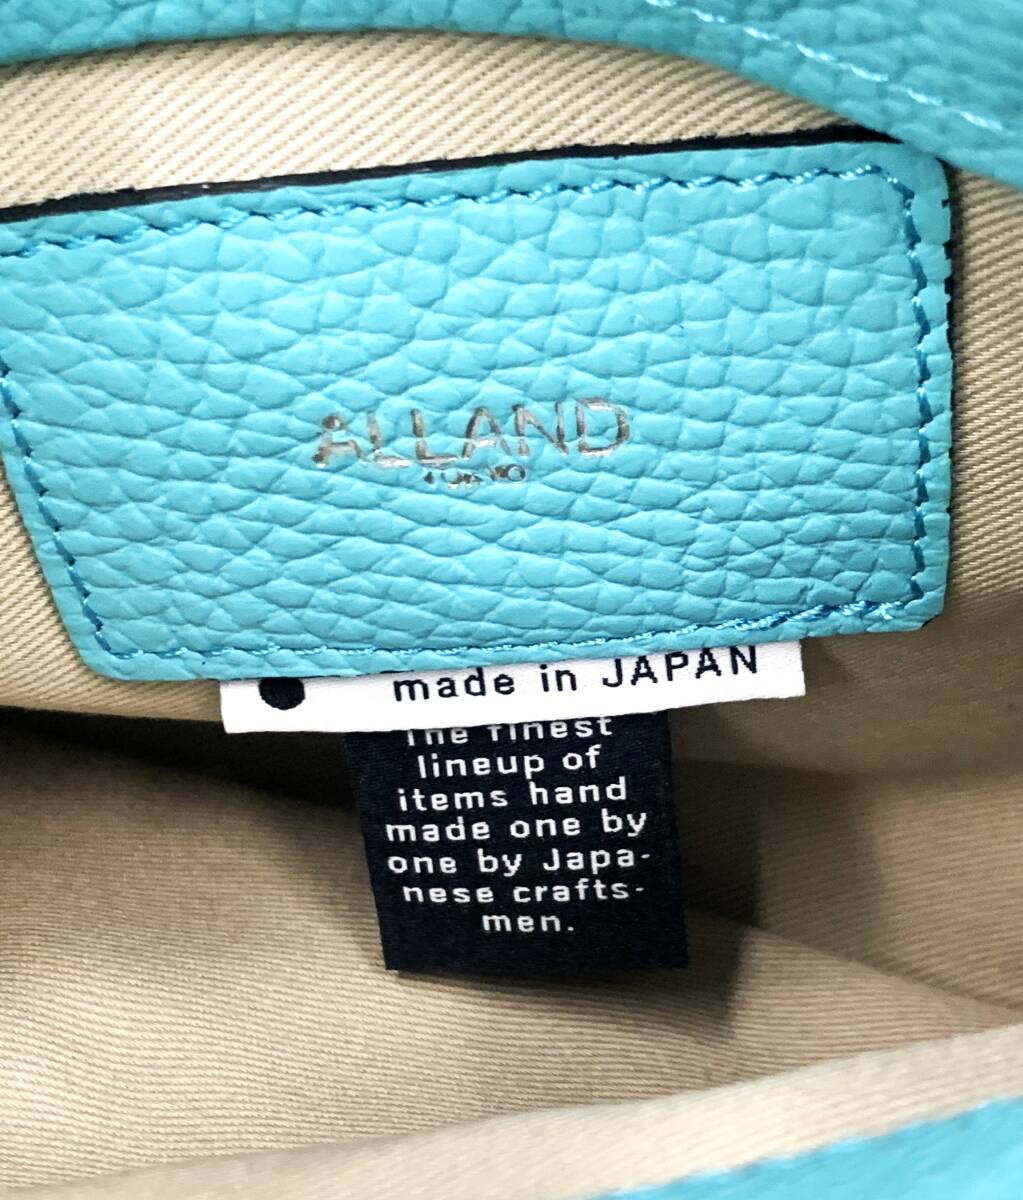 ALLAND
TOKYO
made in JAPAN
The finest
lineup of
items hand
made one by
one by Japa-
nese crafts-
men.